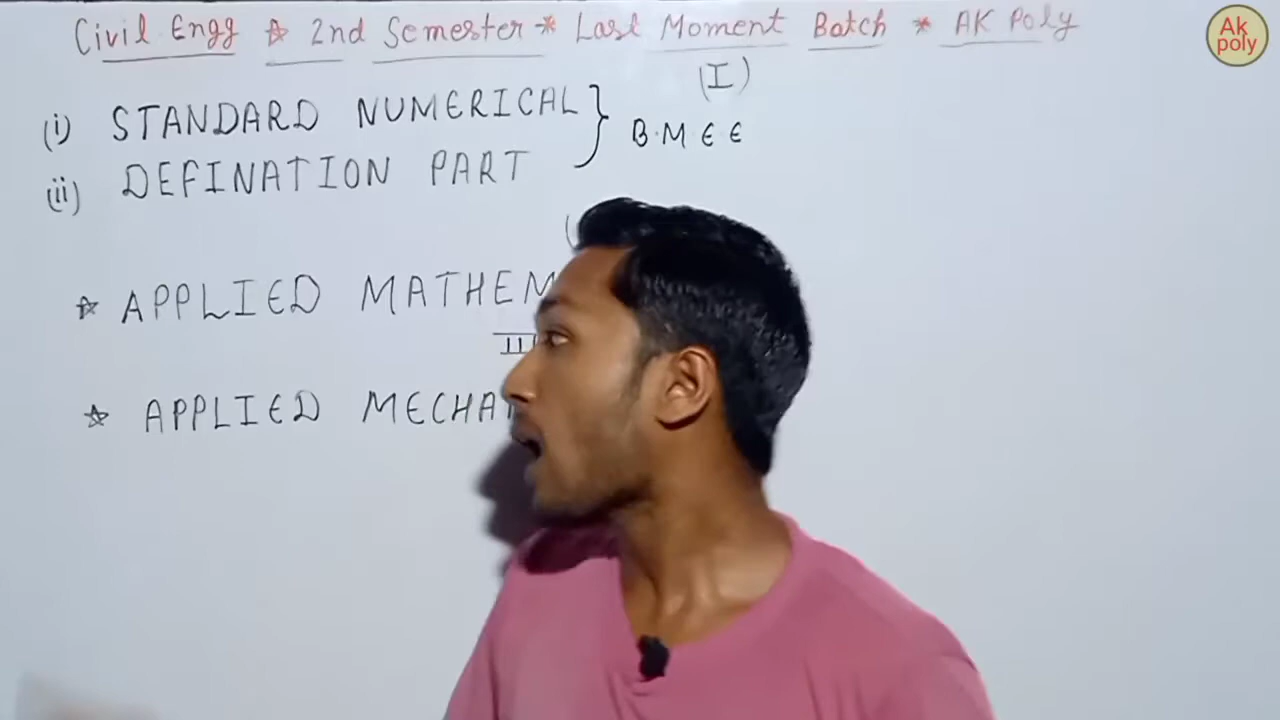 Civil Engg ☆ 2nd Semester * Last Moment Batch * AK Poly
Ak poly
(I)
(i) STANDARD NUMERICAL } B.M.E.E
(ii) DEFINATION PART
☆ APPLIED MATHEM
☆ APPLIED MECHA